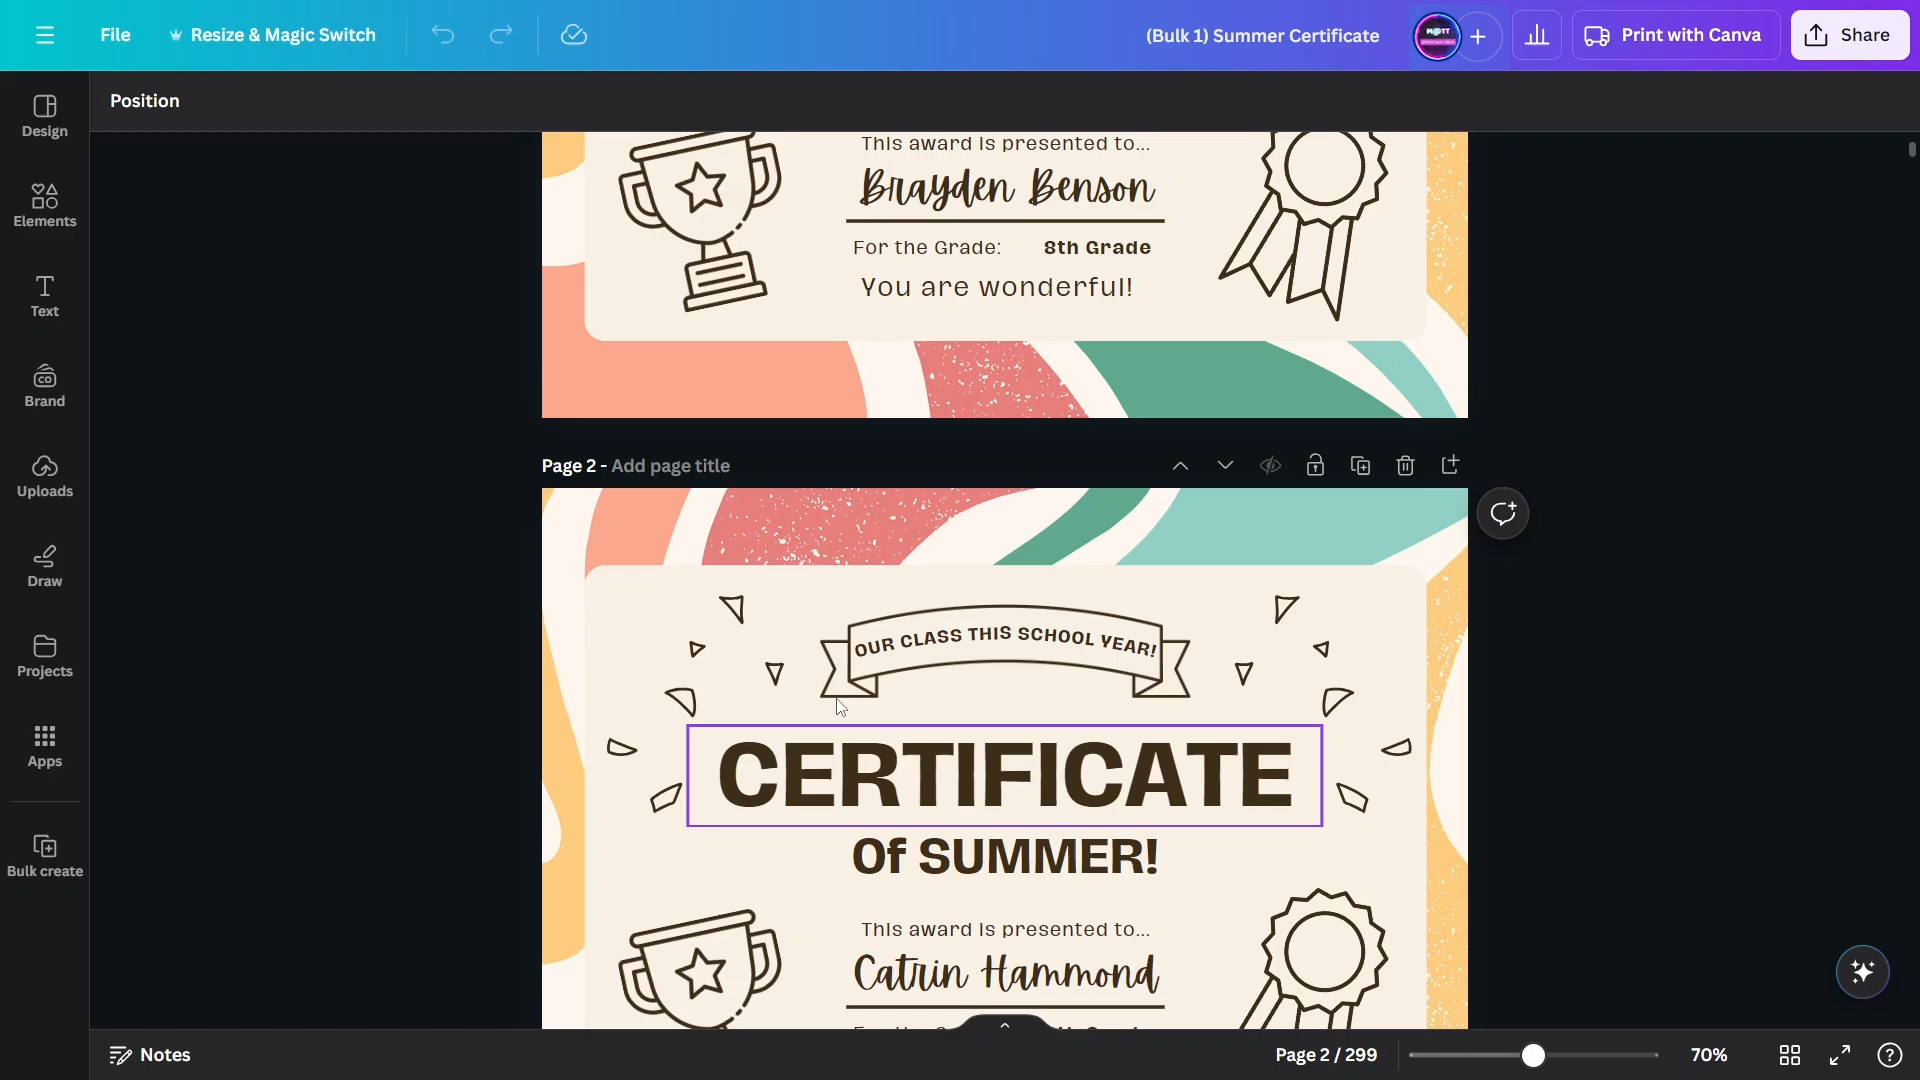 File
Resize & Magic Switch
(Bulk 1) Summer Certificate
M@TT
Print with Canva
Share
Design
Elements
Text
Brand
CO
Uploads
Draw
Projects
Apps
Bulk create
Position
This award is presented to...
Brayden Benson
For the Grade: 8th Grade
You are wonderful!
Page 2 - Add page title
OUR CLASS THIS SCHOOL YEAR!
CERTIFICATE
Of SUMMER!
This award is presented to...
Catrin Hammond
Notes
Page 2 / 299
70%